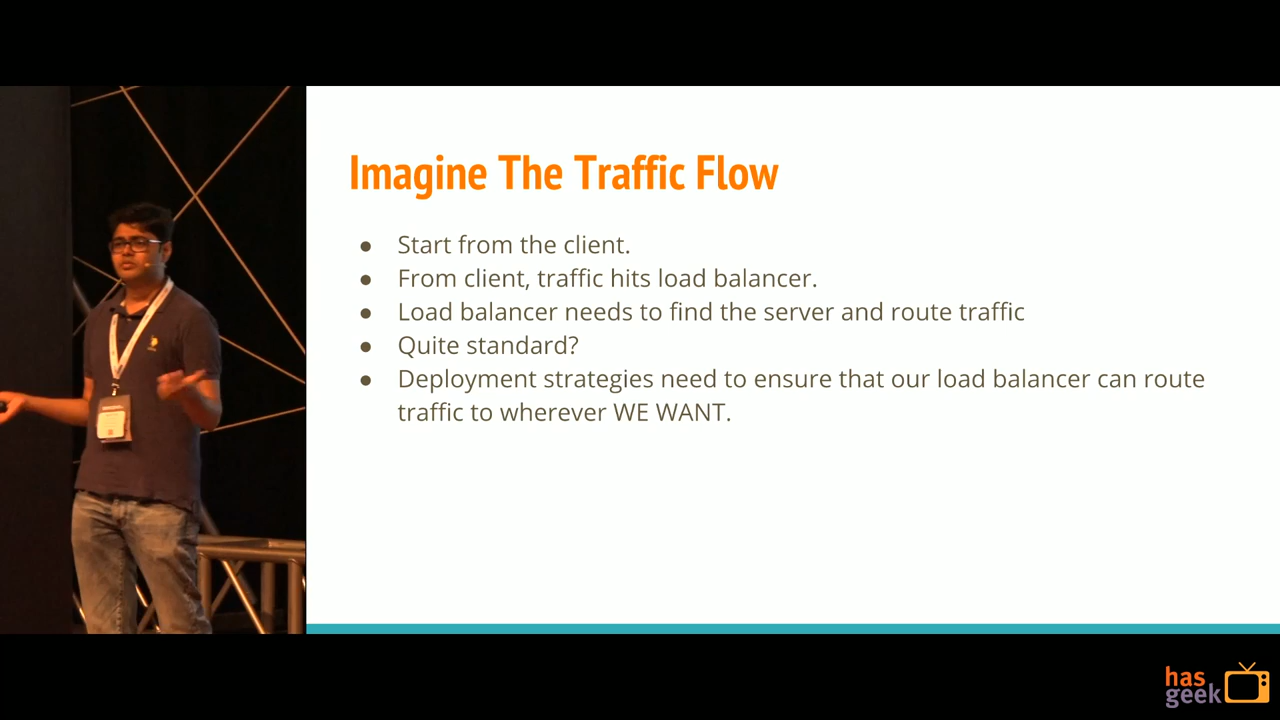 Imagine The Traffic Flow
● Start from the client.
● From client, traffic hits load balancer.
● Load balancer needs to find the server and route traffic
● Quite standard?
● Deployment strategies need to ensure that our load balancer can route
traffic to wherever WE WANT.
has
geek